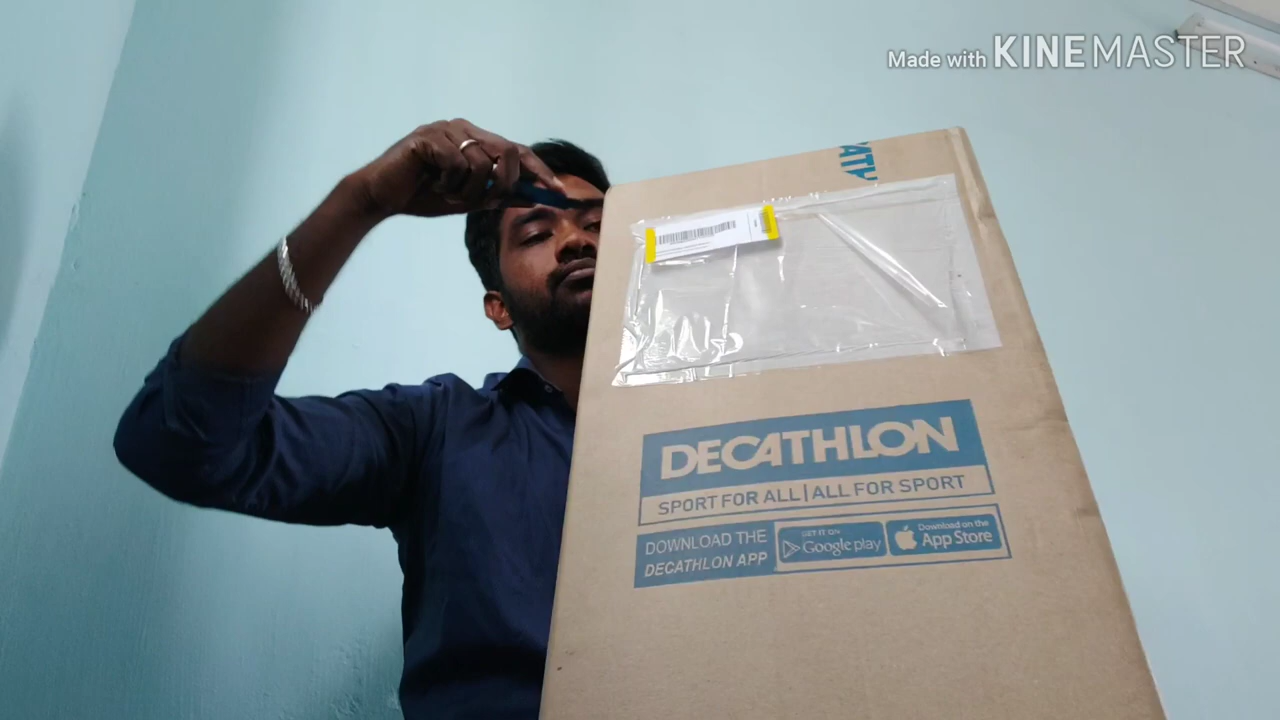 Made with KINEMASTER
DECATHLON
SPORT FOR ALL | ALL FOR SPORT
DOWNLOAD THE
DECATHLON APP
GET IT ON
Google play
Download on the
App Store